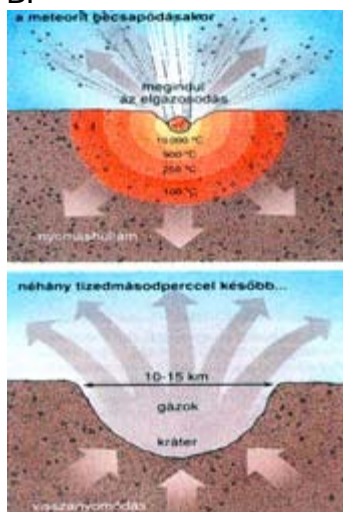 a meteorit becsapódásakor
megindul
az elgázosodás
10.000 °C
900 °C
250 °C
100 °C
nyomáshullám
néhány tizedmásodperccel később...
10-15 km
gázok
kráter
visszanyomódás